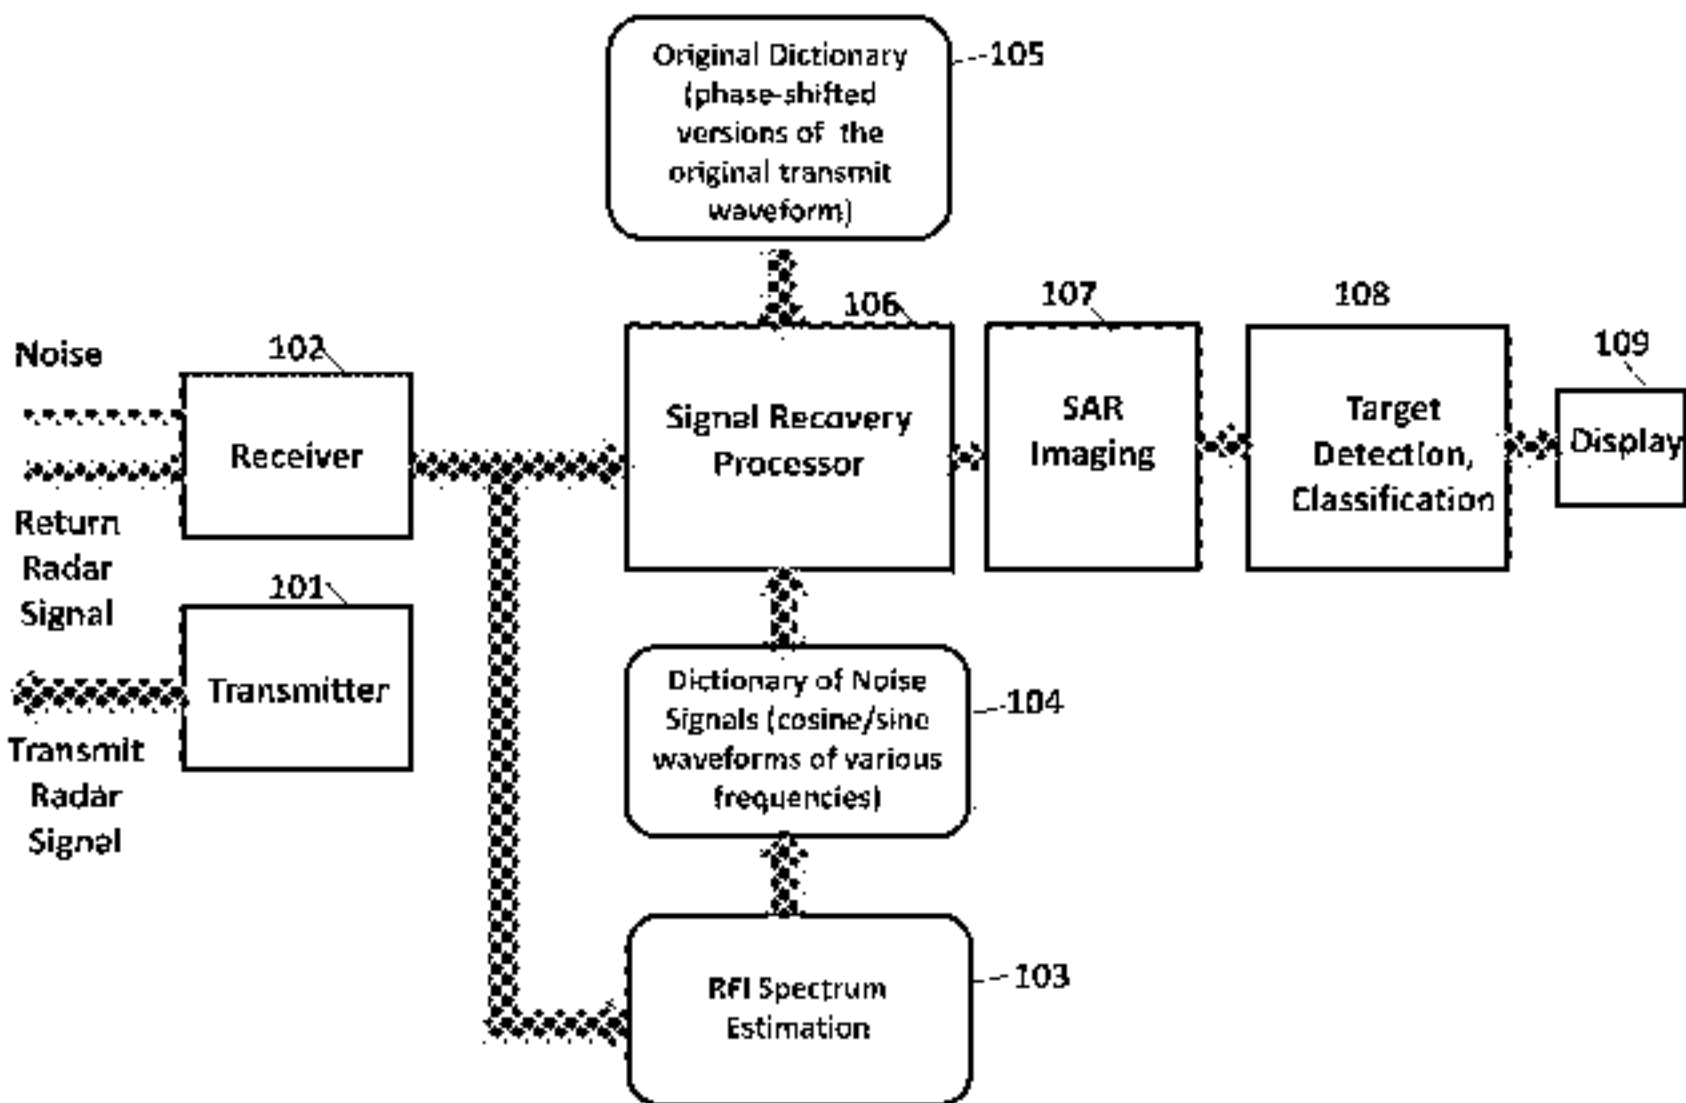 Original Dictionary
(phase-shifted
versions of the
original transmit
waveform)
105
Noise
102
Receiver
Return
Radar
Signal
101
Transmitter
Transmit
Radar
Signal
106
Signal Recovery
Processor
107
SAR
Imaging
108
Target
Detection,
Classification
109
Display
Dictionary of Noise
Signals (cosine/sine
waveforms of various
frequencies)
104
RFI Spectrum
Estimation
103